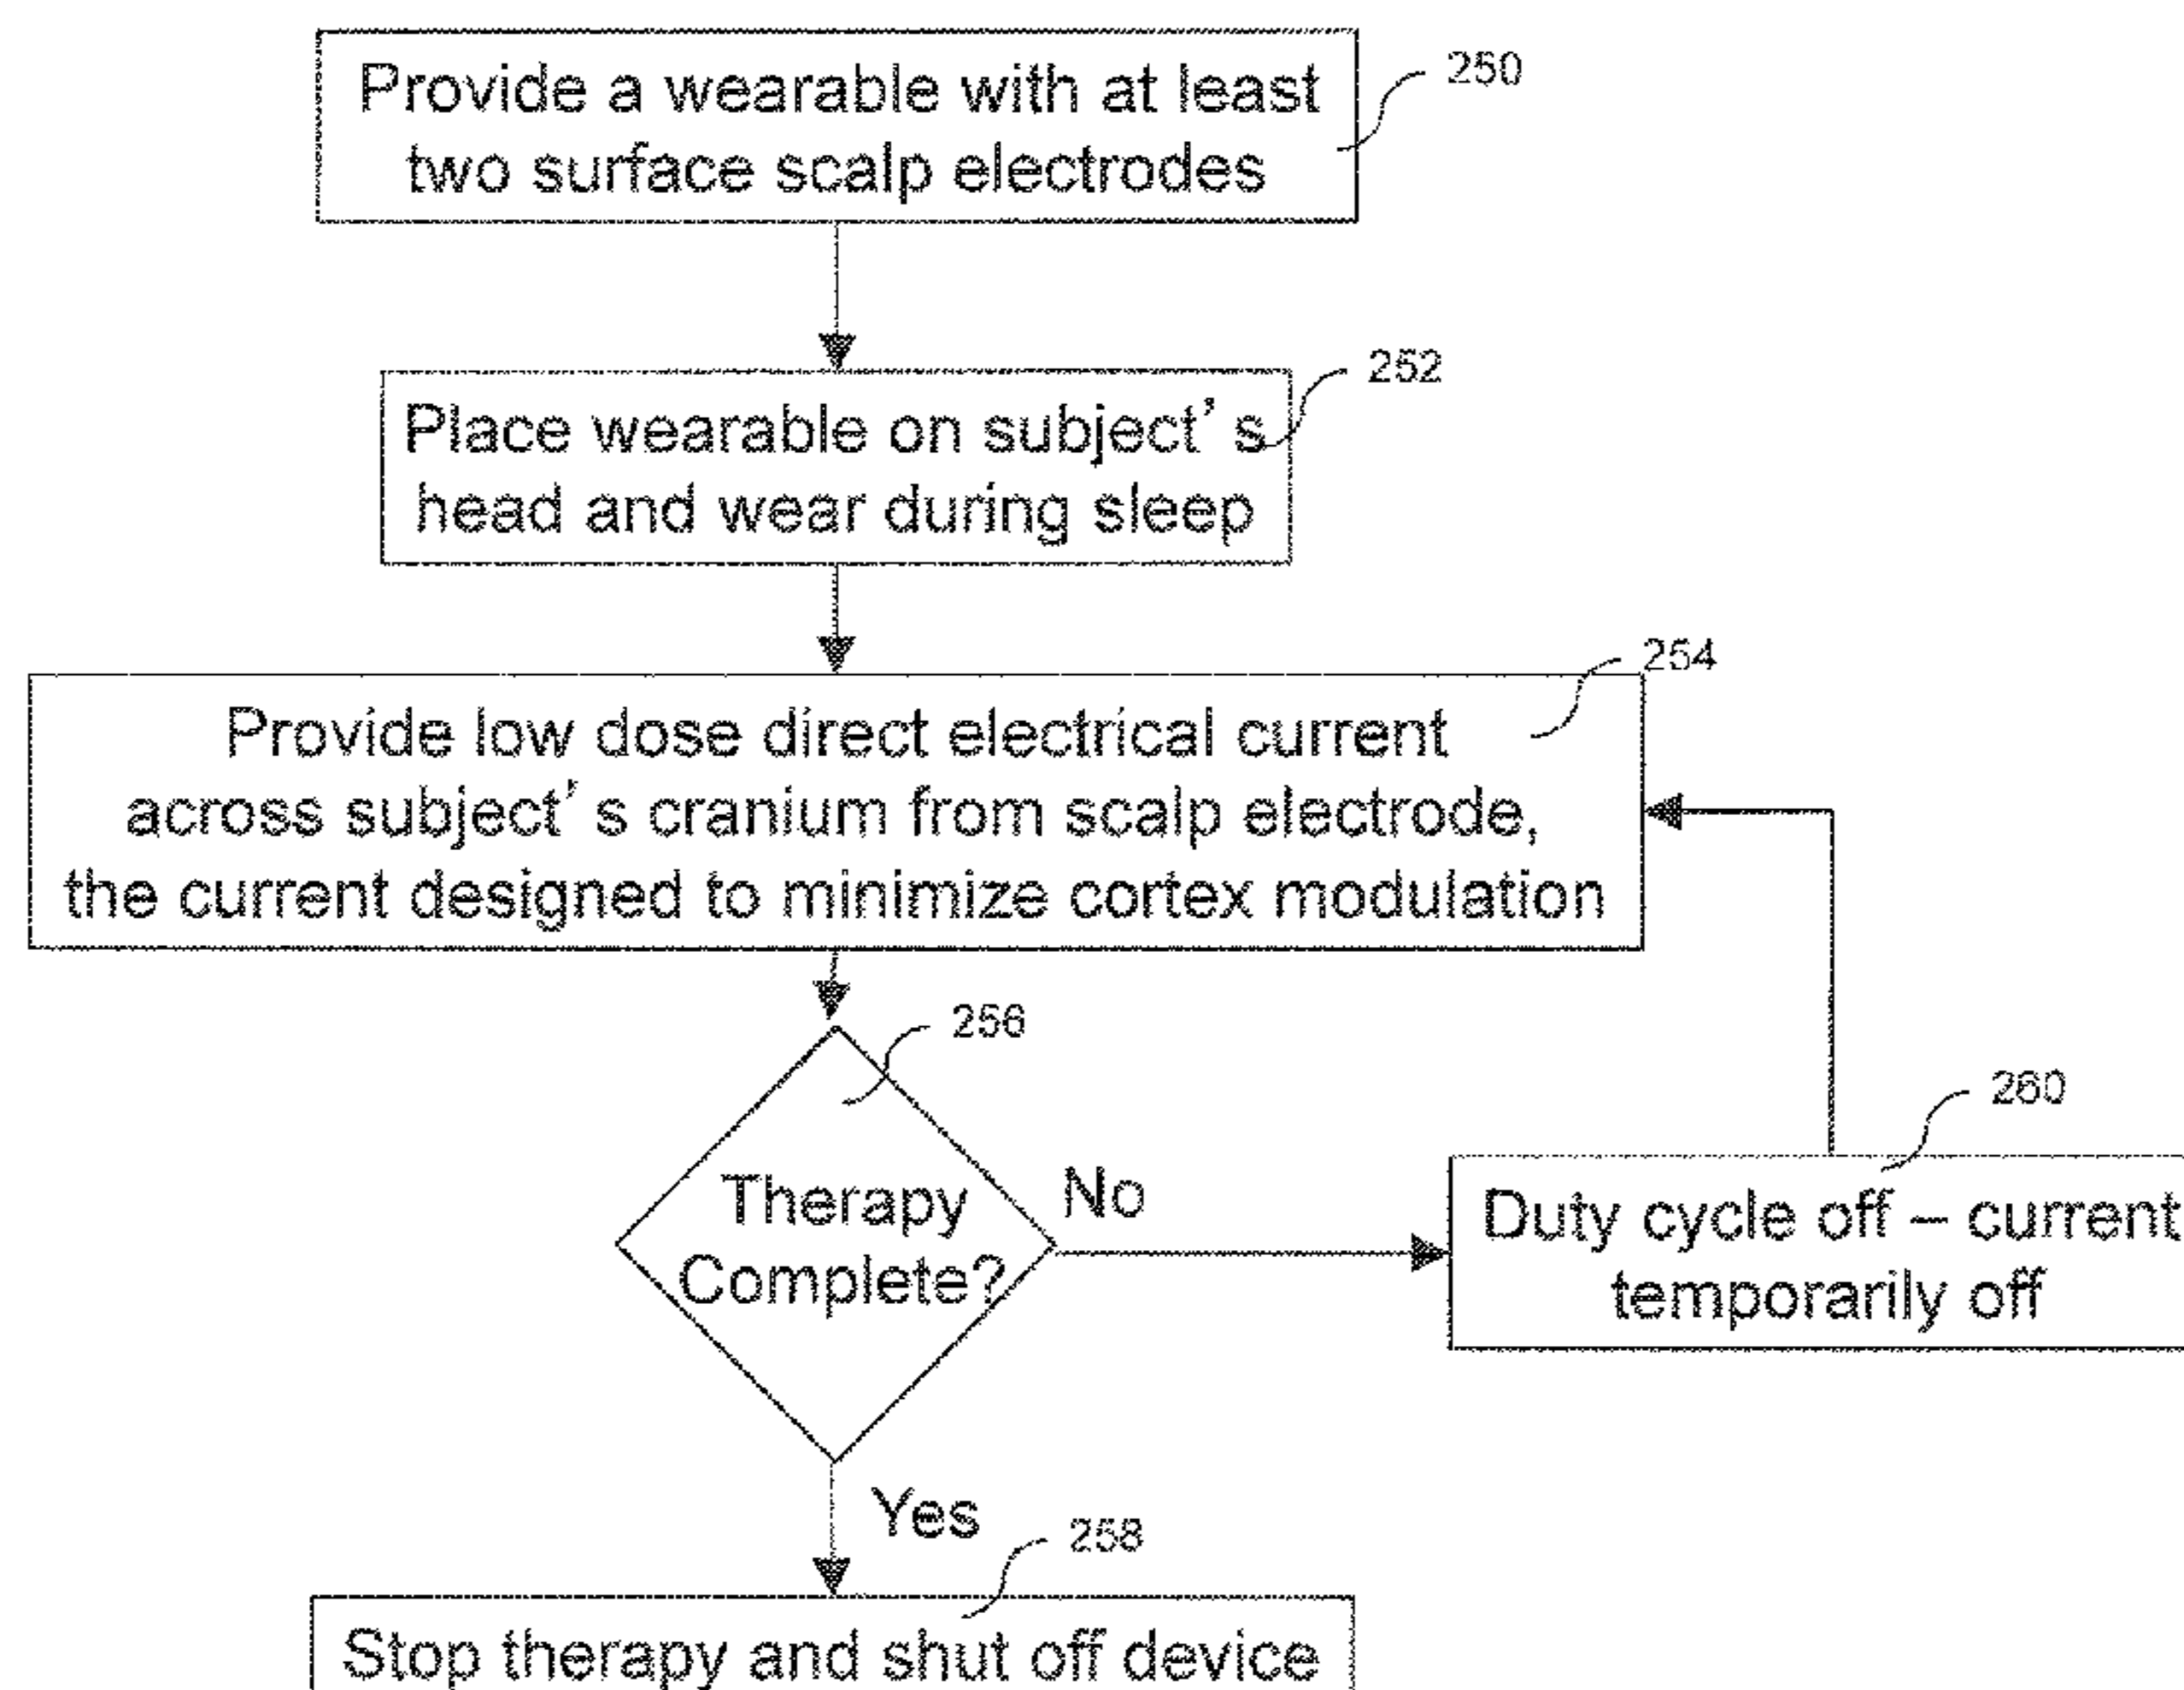 Provide a wearable with at least
two surface scalp electrodes
250
Place wearable on subject's
head and wear during sleep
252
Provide low dose direct electrical current
across subject's cranium from scalp electrode,
the current designed to minimize cortex modulation
254
256
Therapy
Complete?
No
260
Duty cycle off – current
temporarily off
Yes
258
Stop therapy and shut off device